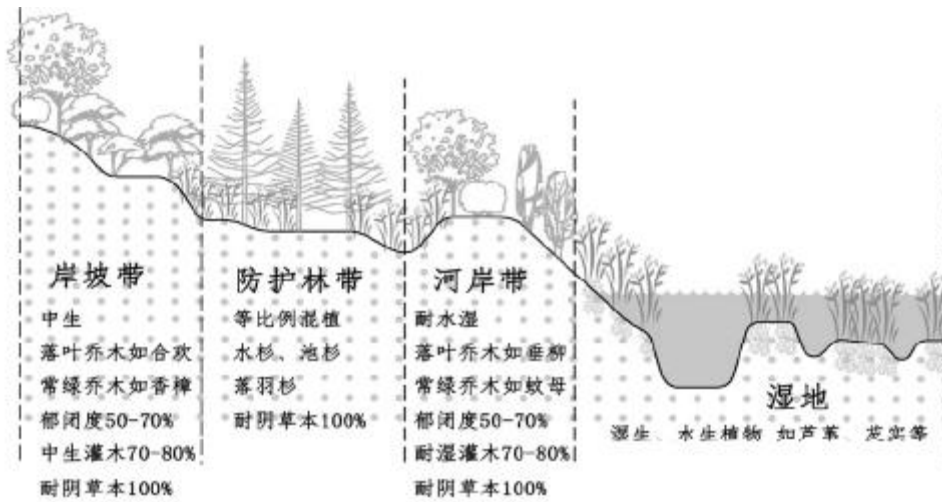 岸坡带
中生
落叶乔木如合欢
常绿乔木如香樟
郁闭度50-70%
中生灌木70-80%
耐阴草本100%
防护林带
等比例混植
水杉、池杉
落羽杉
耐阴草本100%
河岸带
耐水湿
落叶乔木如垂柳
常绿乔木如蚊母
郁闭度50-70%
耐湿灌木70-80%
耐阴草本100%
湿地
湿生、水生植物 如芦苇、芡实等